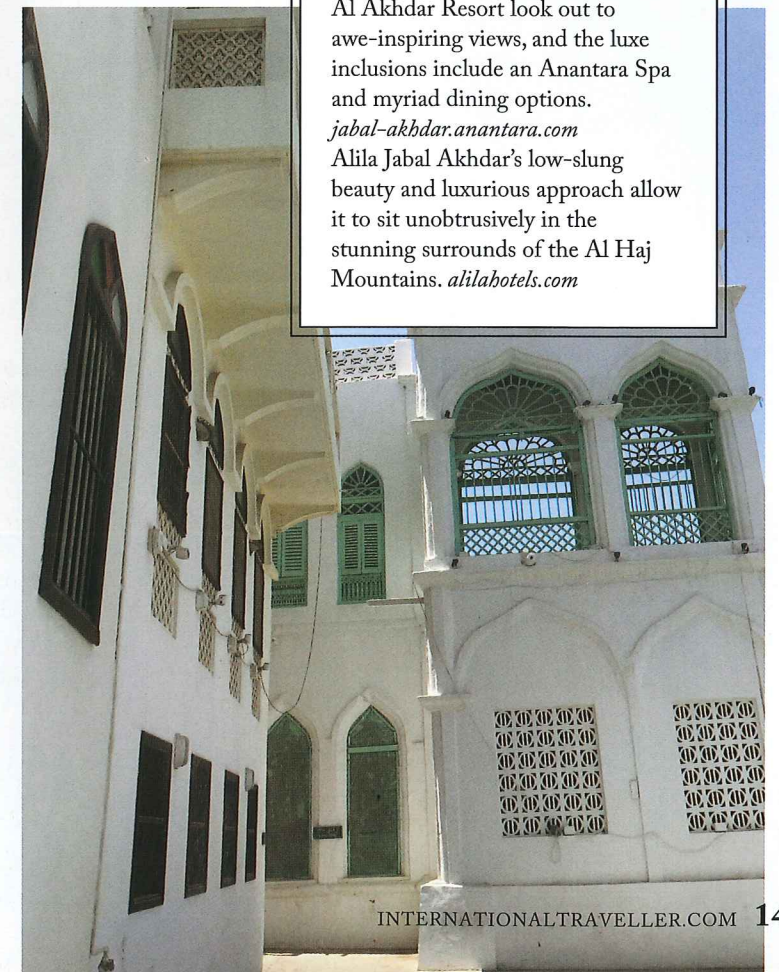 Al Akhdar Resort look out to
awe-inspiring views, and the luxe
inclusions include an Anantara Spa
and myriad dining options.
jabal-akhdar.anantara.com
Alila Jabal Akhdar's low-slung
beauty and luxurious approach allow
it to sit unobtrusively in the
stunning surrounds of the Al Haj
Mountains. alilahotels.com
INTERNATIONALTRAVELLER.COM 14